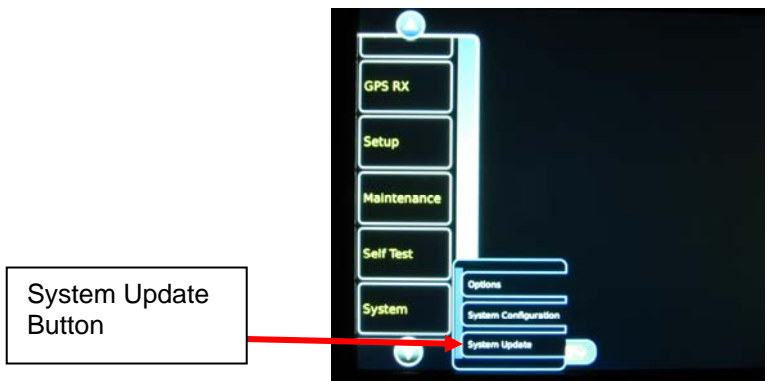 GPS RX
Setup
Maintenance
Self Test
System
Options
System Configuration
System Update
System Update
Button